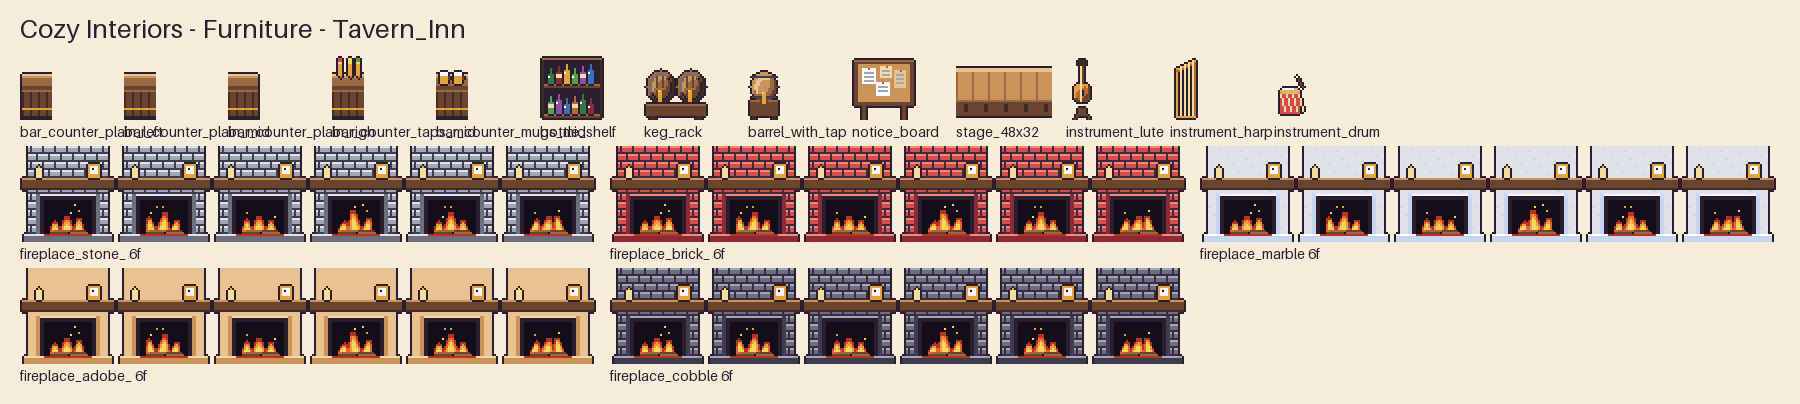 Cozy Interiors - Furniture - Tavern_Inn
keg_rack barrel_with_tap notice_board stage_48x32 instrument_lute instrument_harp instrument_drum
fireplace_stone_ 6f fireplace_brick_ 6f fireplace_marble 6f
fireplace_adobe_ 6f fireplace_cobble 6f